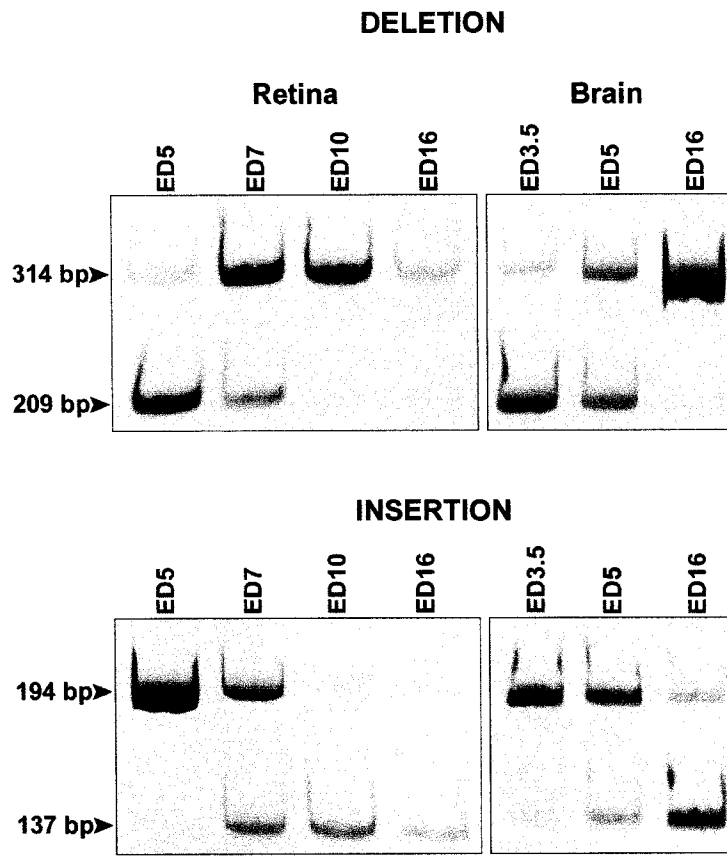 DELETION
Retina Brain
ED5 ED7 ED10 ED16 ED3.5 ED5 ED16
314 bp
209 bp
INSERTION
ED5 ED7 ED10 ED16 ED3.5 ED5 ED16
194 bp
137 bp